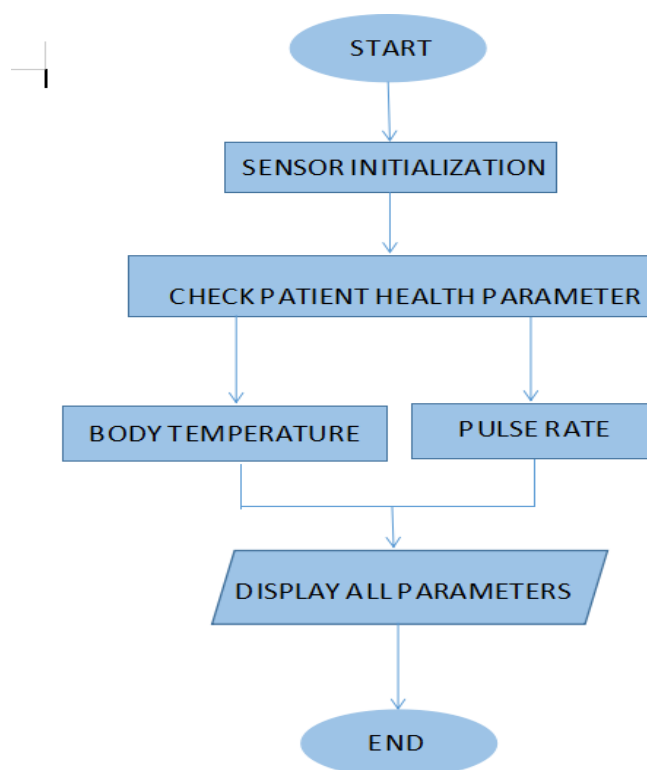 START
SENSOR INITIALIZATION
CHECK PATIENT HEALTH PARAMETER
BODY TEMPERATURE
PULSE RATE
DISPLAY ALL PARAMETERS
END